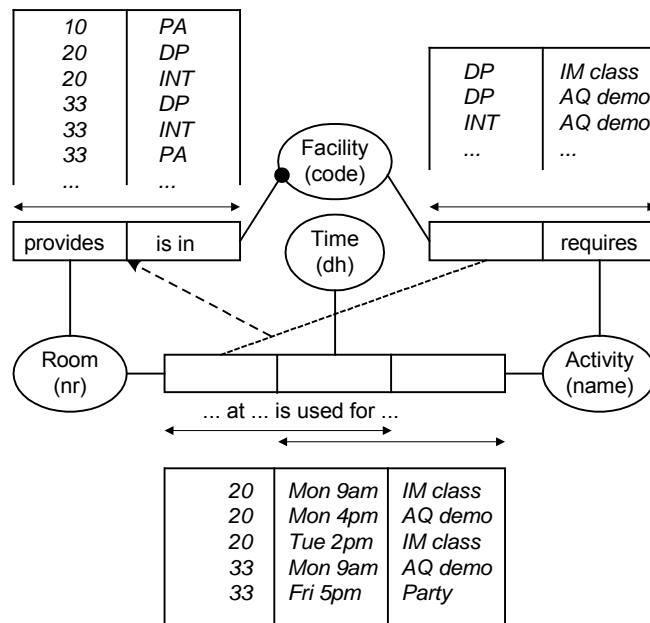 10 PA
20 DP
20 INT
33 DP
33 INT
33 PA
... ...
DP IM class
DP AQ demo
INT AQ demo
... ...
Facility
(code)
provides is in
Time
(dh)
requires
Room
(nr)
Activity
(name)
... at ... is used for ...
20 Mon 9am IM class
20 Mon 4pm AQ demo
20 Tue 2pm IM class
33 Mon 9am AQ demo
33 Fri 5pm Party